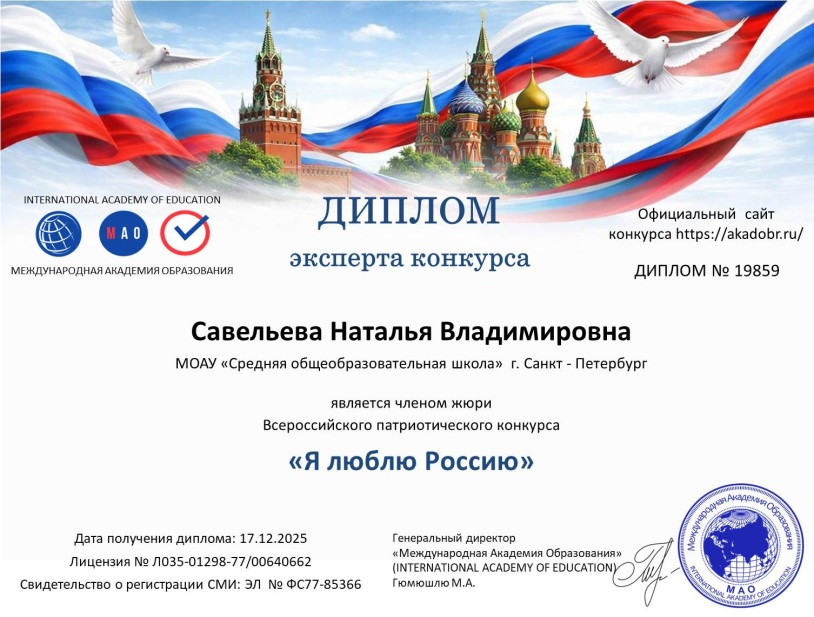 INTERNATIONAL ACADEMY OF EDUCATION
МАО
МЕЖДУНАРОДНАЯ АКАДЕМИЯ ОБРАЗОВАНИЯ
ДИПЛОМ
эксперта конкурса
Официальный сайт
конкурса https://akadobr.ru/
ДИПЛОМ № 19859
Савельева Наталья Владимировна
МОАУ «Средняя общеобразовательная школа» г. Санкт - Петербург
является членом жюри
Всероссийского патриотического конкурса
«Я люблю Россию»
Дата получения диплома: 17.12.2025
Лицензия № Л035-01298-77/00640662
Свидетельство о регистрации СМИ: ЭЛ № ФС77-85366
Генеральный директор
«Международная Академия Образования»
(INTERNATIONAL ACADEMY OF EDUCATION)
Гюмюшлю М.А.
Международная Академия Образования
МАО
INTERNATIONAL ACADEMY OF EDUCATION